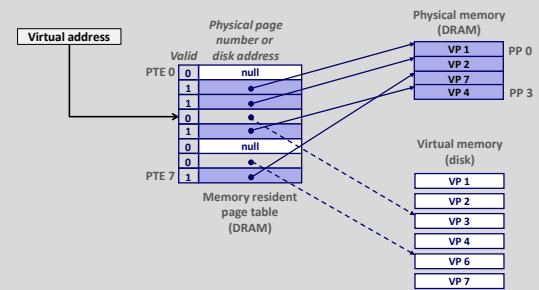 Virtual address
Physical page
number or
disk address
Valid
PTE 0
0
null
1
1
0
1
0
null
0
PTE 7
1
Memory resident
page table
(DRAM)
Physical memory
(DRAM)
VP 1
PP 0
VP 2
VP 7
VP 4
PP 3
Virtual memory
(disk)
VP 1
VP 2
VP 3
VP 4
VP 6
VP 7